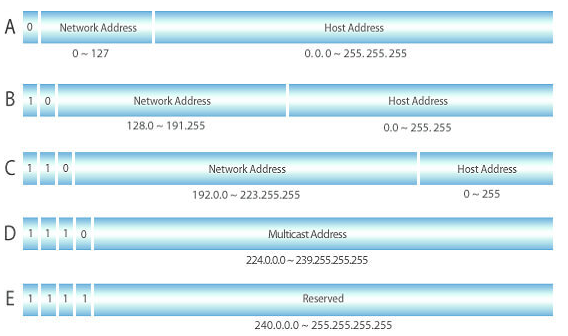 A 0 Network Address Host Address
0 ~ 127 0.0.0 ~ 255.255.255
B 1 0 Network Address Host Address
128.0 ~ 191.255 0.0 ~ 255.255
C 1 1 0 Network Address Host Address
192.0.0 ~ 223.255.255 0 ~ 255
D 1 1 1 0 Multicast Address
224.0.0.0 ~ 239.255.255.255
E 1 1 1 1 Reserved
240.0.0.0 ~ 255.255.255.255